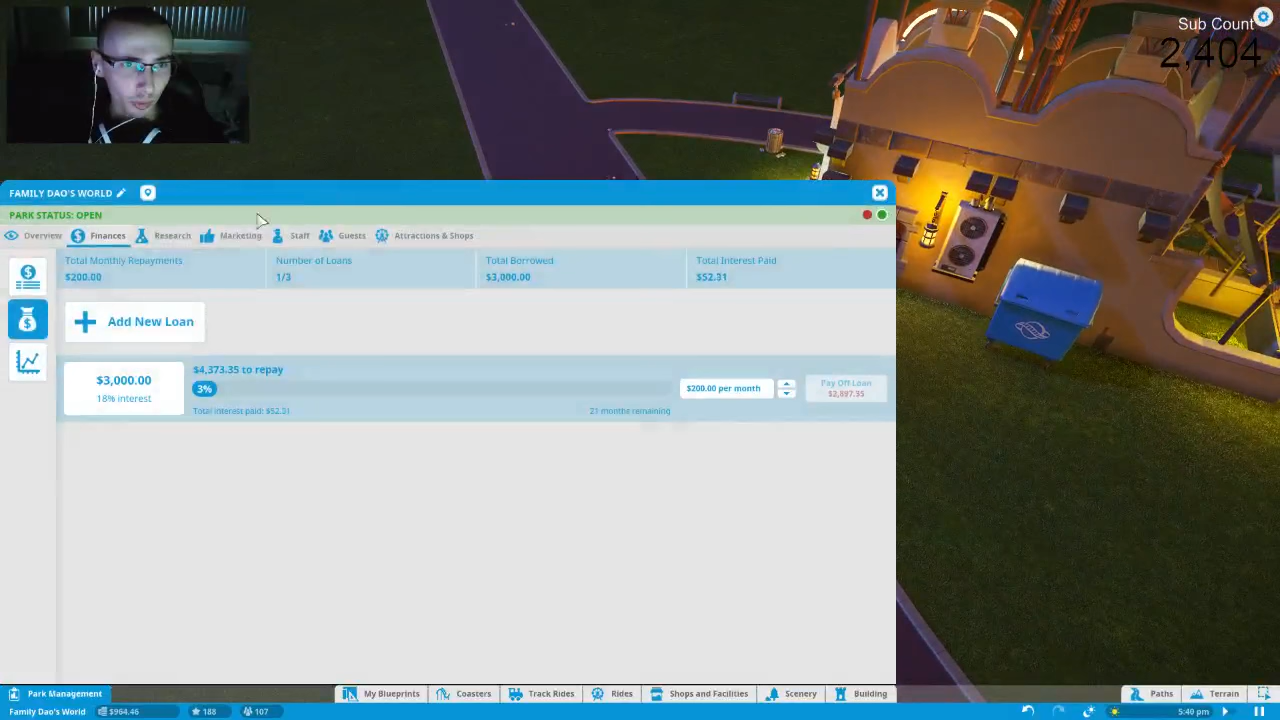 Sub Count
2,404
FAMILY DAO'S WORLD
PARK STATUS: OPEN
Overview Finances Research Marketing Staff Guests Attractions & Shops
Total Monthly Repayments Number of Loans Total Borrowed Total Interest Paid
$200.00 1/3 $3,000.00 $52.31
Add New Loan
$4,373.35 to repay
$3,000.00
18% interest
3%
$200.00 per month
Pay Off Loan
$2,897.35
Total interest paid: $52.31 21 months remaining
Park Management My Blueprints Coasters Track Rides Rides Shops and Facilities Scenery Building Paths Terrain
Family Dao's World $964.46 188 107 5:40 pm